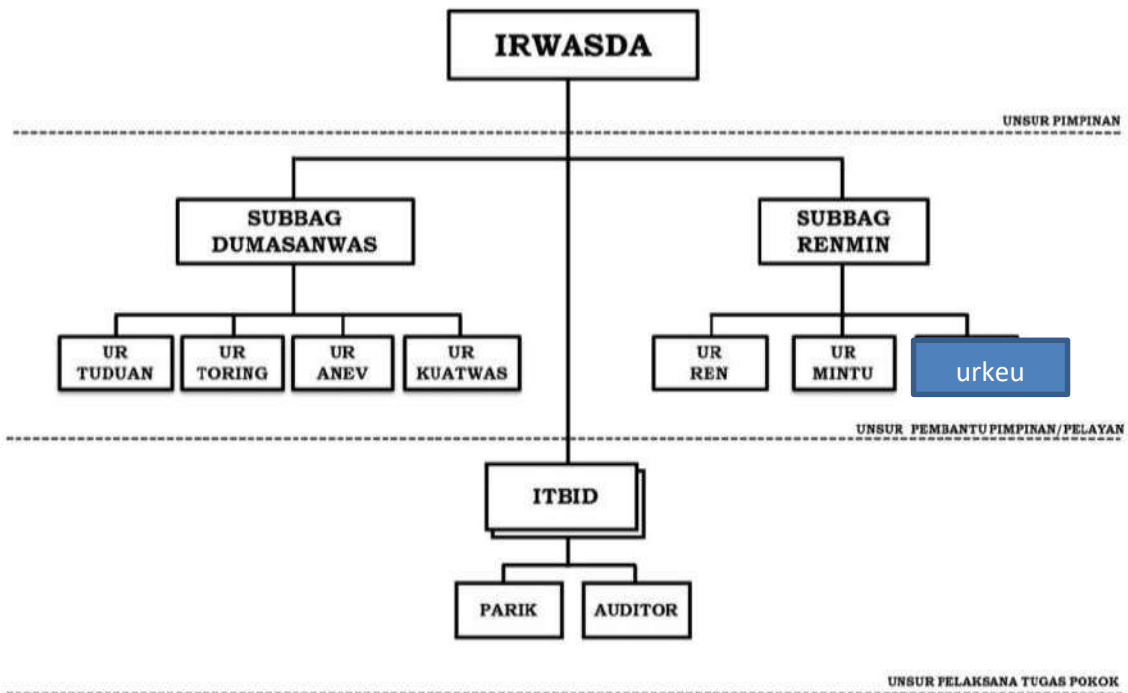 IRWASDA
UNSUR PIMPINAN
SUBBAG
DUMASANWAS
SUBBAG
RENMIN
UR
TUDUAN
UR
TORING
UR
ANEV
UR
KUATWAS
UR
REN
UR
MINTU
urkeu
UNSUR PEMBANTU PIMPINAN/PELAYAN
ITBID
PARIK
AUDITOR
UNSUR PELAKSANA TUGAS POKOK